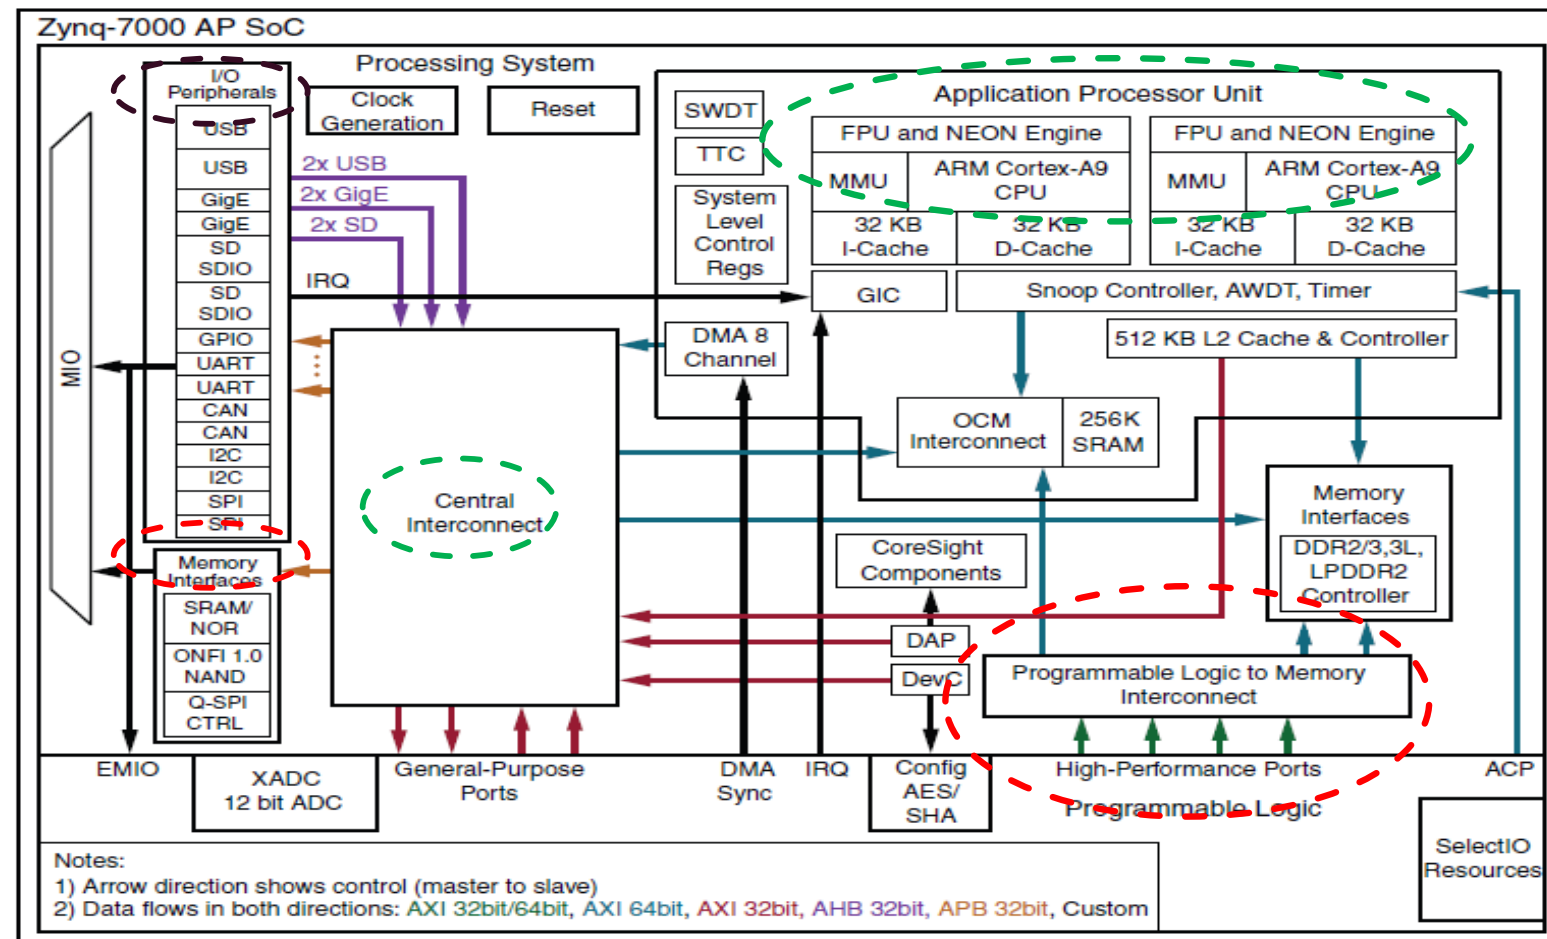 Zynq-7000 AP SoC
Processing System
I/O
Peripherals
USB
USB
GigE
GigE
SD
SDIO
SD
SDIO
GPIO
UART
UART
CAN
CAN
I2C
I2C
SPI
SPI
Memory
Interfaces
SRAM/
NOR
ONFI 1.0
NAND
Q-SPI
CTRL
MIO
Clock
Generation
Reset
2x USB
2x GigE
2x SD
IRQ
Central
Interconnect
Application Processor Unit
SWDT
TTC
System
Level
Control
Regs
FPU and NEON Engine
MMU
ARM Cortex-A9
CPU
32 KB
I-Cache
32 KB
D-Cache
FPU and NEON Engine
MMU
ARM Cortex-A9
CPU
32 KB
I-Cache
32 KB
D-Cache
GIC
Snoop Controller, AWDT, Timer
DMA 8
Channel
512 KB L2 Cache & Controller
OCM
Interconnect
256K
SRAM
Memory
Interfaces
DDR2/3,3L,
LPDDR2
Controller
CoreSight
Components
DAP
DevC
Programmable Logic to Memory
Interconnect
EMIO
XADC
12 bit ADC
General-Purpose
Ports
DMA
Sync
IRQ
Config
AES/
SHA
High-Performance Ports
Programmable Logic
ACP
SelectIO
Resources
Notes:
1) Arrow direction shows control (master to slave)
2) Data flows in both directions: AXI 32bit/64bit, AXI 64bit, AXI 32bit, AHB 32bit, APB 32bit, Custom